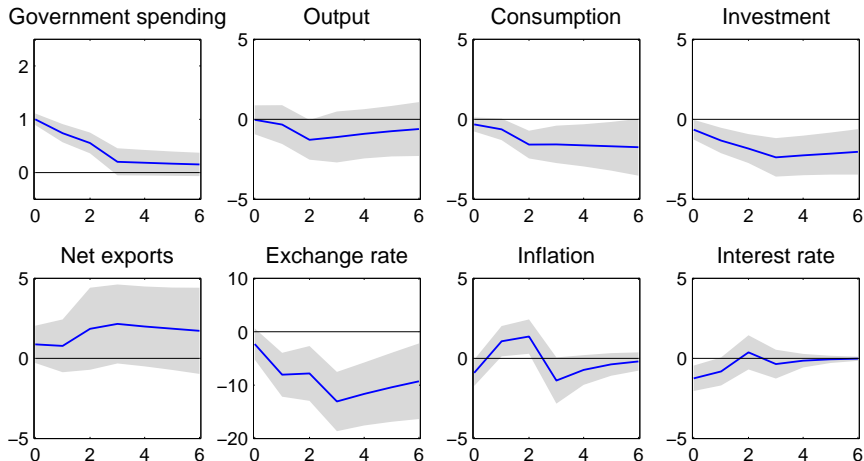 Government spending
Output
Consumption
Investment
2
1
0
0 2 4 6
5
0
−5
0 2 4 6
5
0
−5
0 2 4 6
5
0
−5
0 2 4 6
Net exports
Exchange rate
Inflation
Interest rate
5
0
−5
0 2 4 6
10
0
−10
−20
0 2 4 6
5
0
−5
0 2 4 6
5
0
−5
0 2 4 6